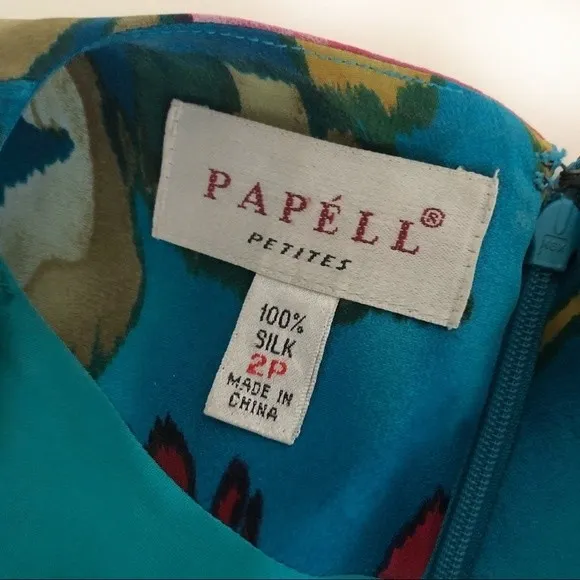 PAPÉLL®
PETITES
100%
SILK
2P
MADE IN
CHINA